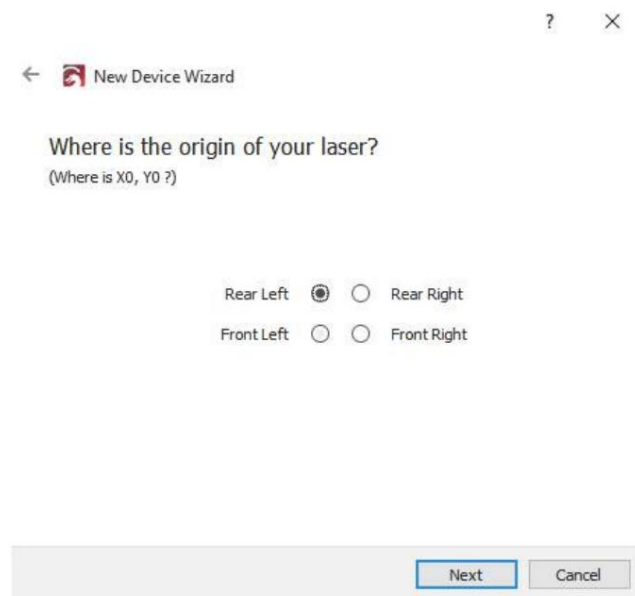 ?
New Device Wizard
Where is the origin of your laser?
(Where is X0, Y0 ?)
Rear Left Rear Right
Front Left Front Right
Next Cancel